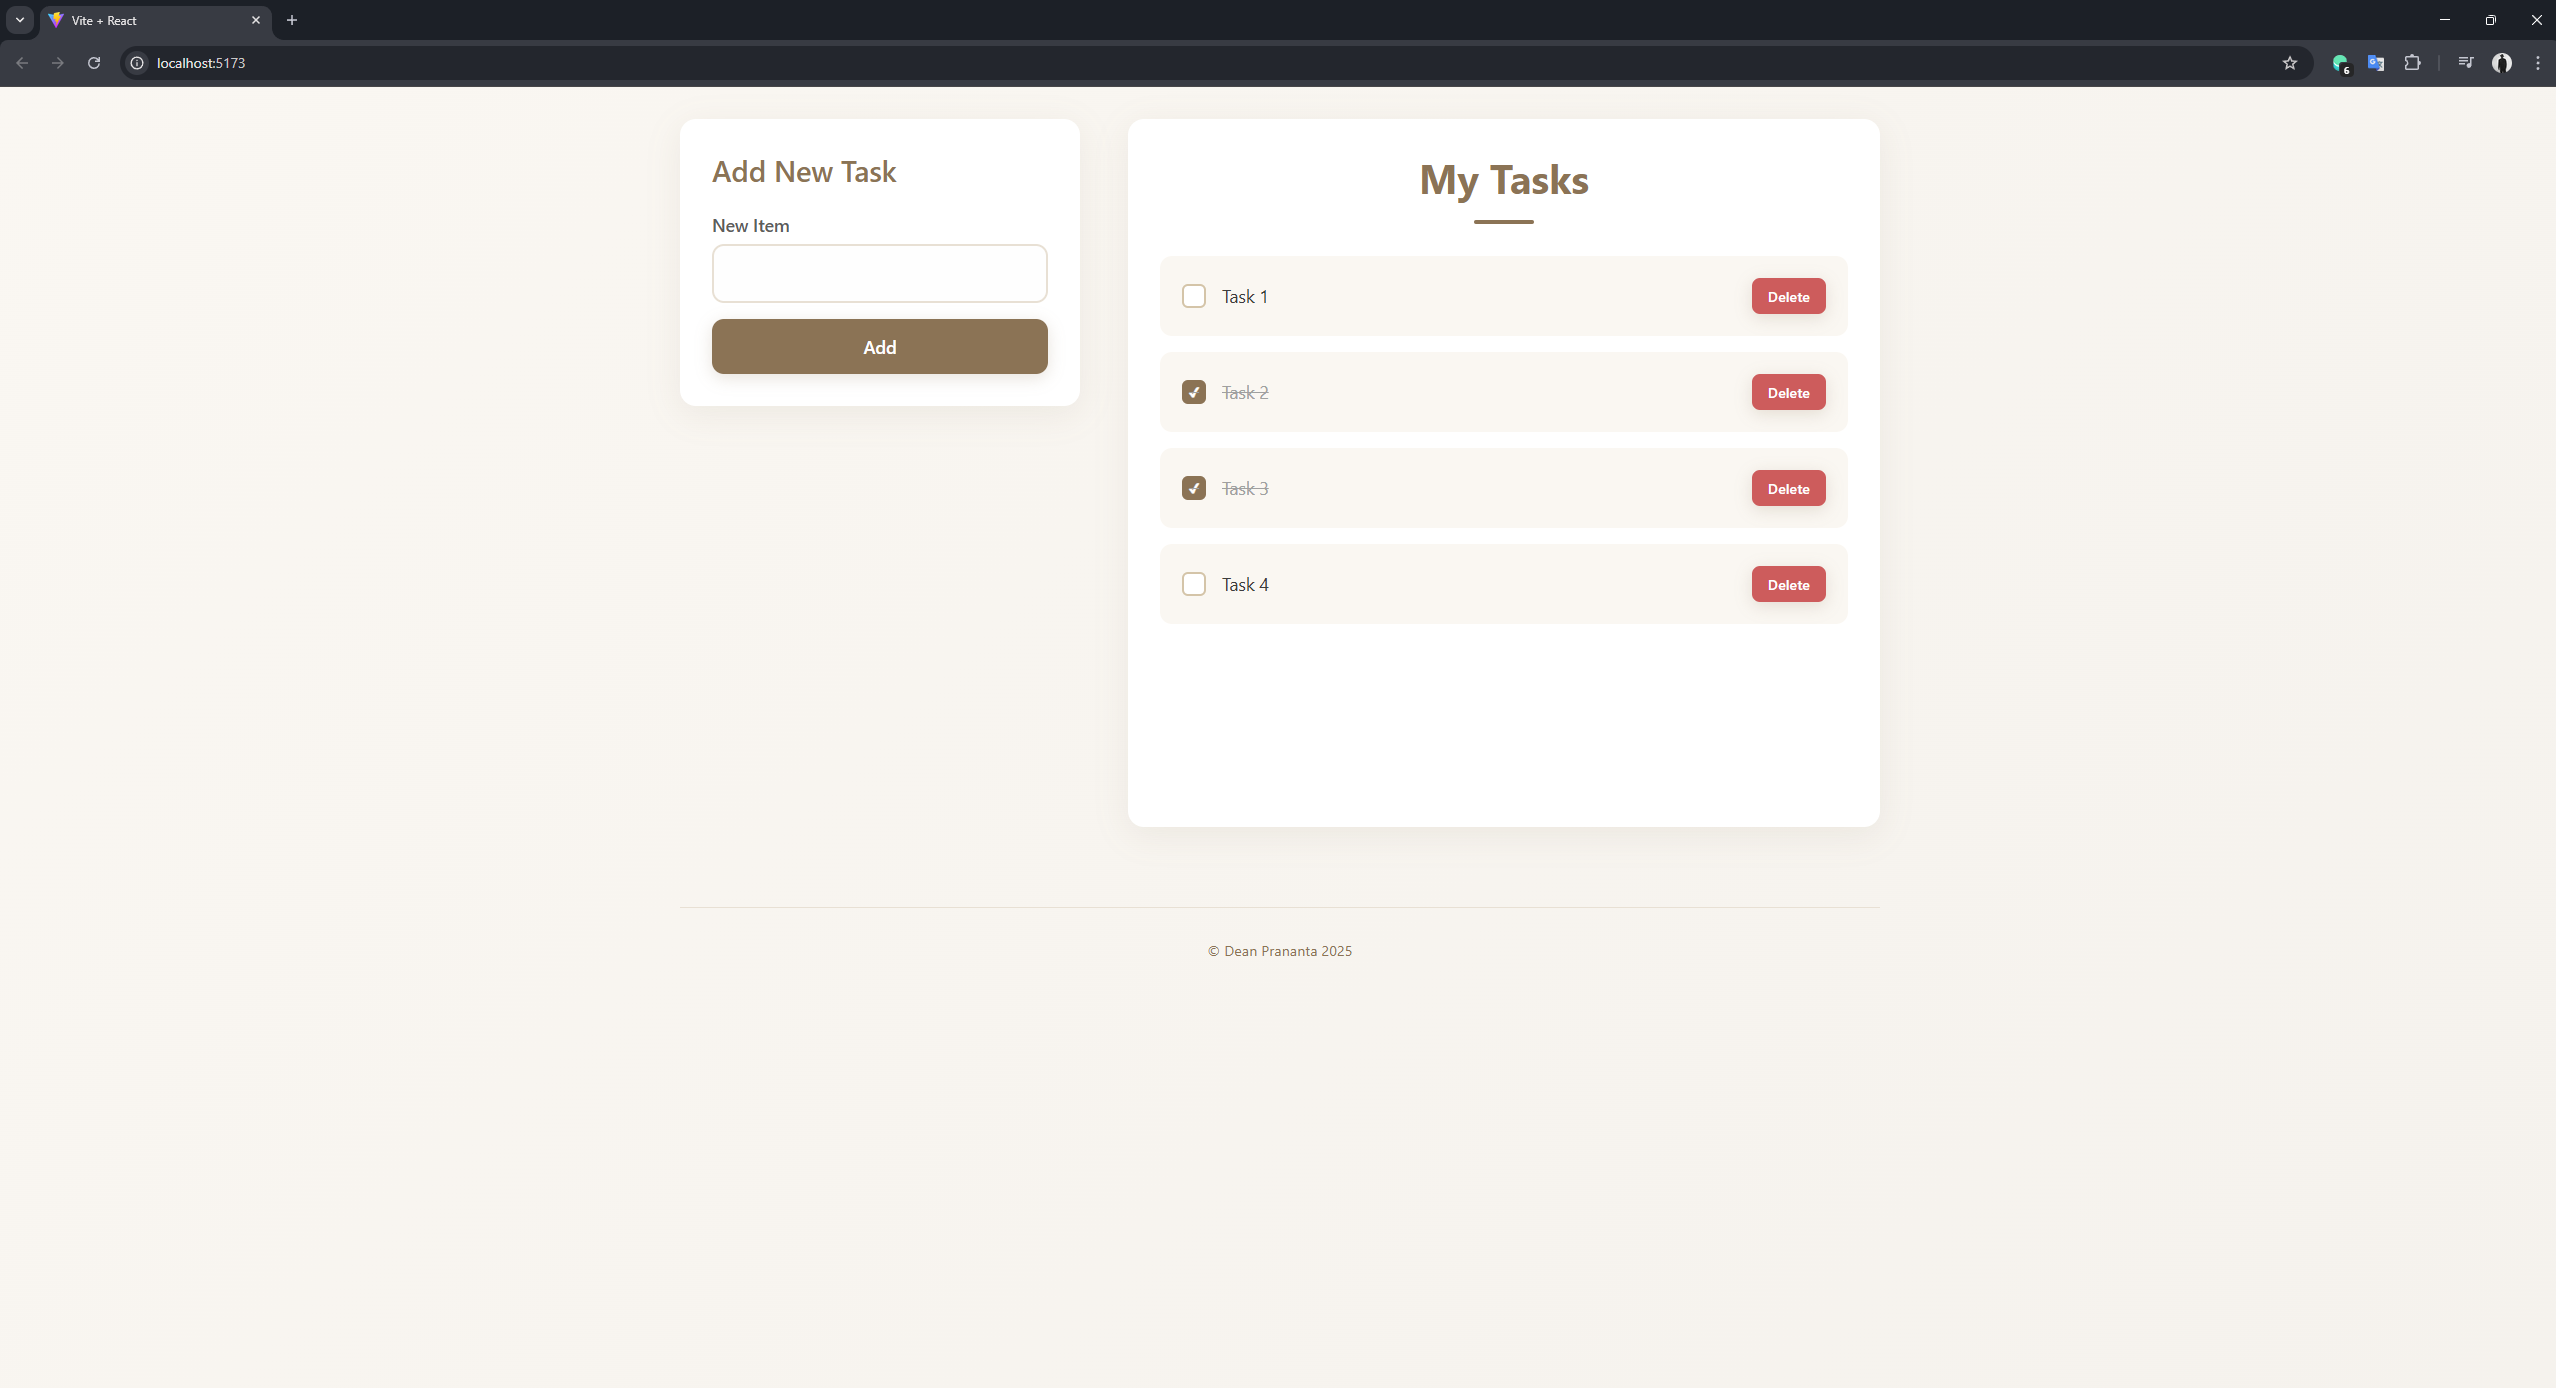 Vite + React
localhost:5173
6
Add New Task
New Item
Add
My Tasks
Task 1
Delete
Task 2
Delete
Task 3
Delete
Task 4
Delete
© Dean Prananta 2025